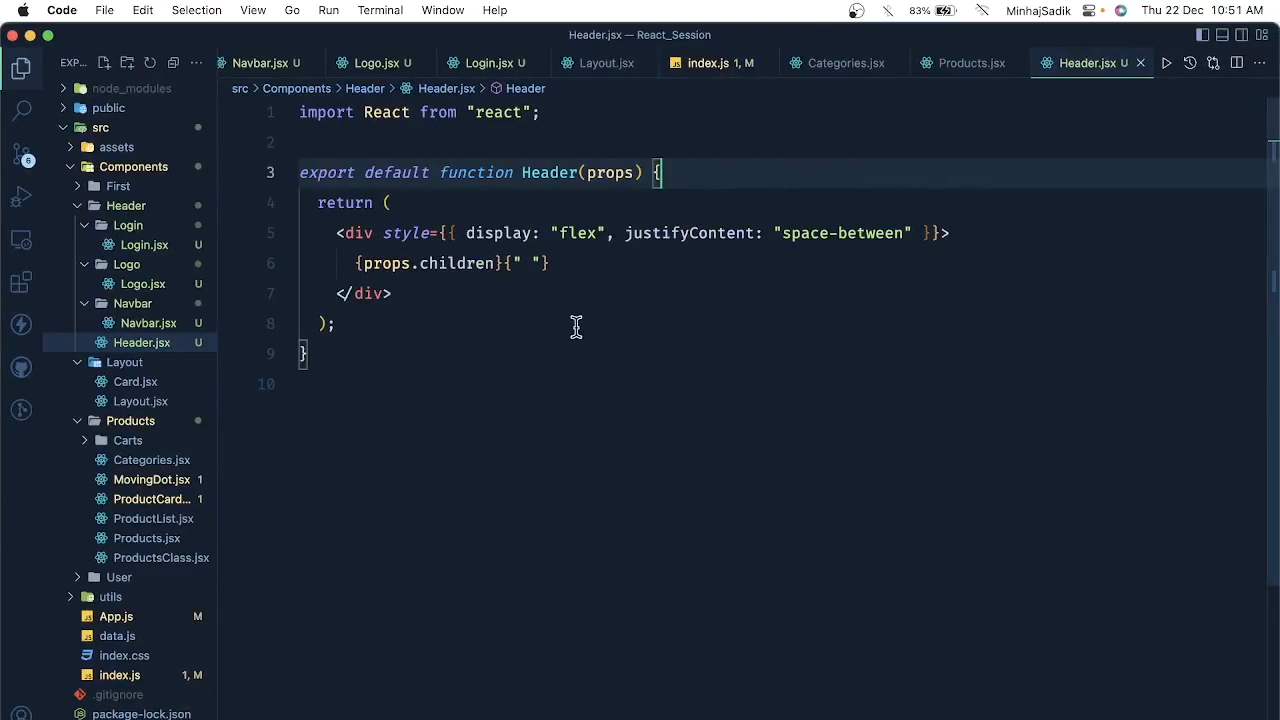 Code File Edit Selection View Go Run Terminal Window Help 83% MinhajSadik Thu 22 Dec 10:51 AM
Header.jsx — React_Session
EXP... Navbar.jsx U Logo.jsx U Login.jsx U Layout.jsx index.js 1, M Categories.jsx Products.jsx Header.jsx U
src > Components > Header > Header.jsx > Header
node_modules
public
src
assets
Components
First
Header
Login
Login.jsx U
Logo
Logo.jsx U
Navbar
Navbar.jsx U
Header.jsx U
Layout
Card.jsx
Layout.jsx
Products
Carts
Categories.jsx
MovingDot.jsx 1
ProductCard... 1
ProductList.jsx
Products.jsx
ProductsClass.jsx
User
utils
App.js M
data.js
index.css
index.js 1, M
.gitignore
package-lock.json
6
1 import React from "react";
2
3 export default function Header(props) {
4 return (
5 <div style={{ display: "flex", justifyContent: "space-between" }}>
6 {props.children}{" "}
7 </div>
8 );
9 }
10